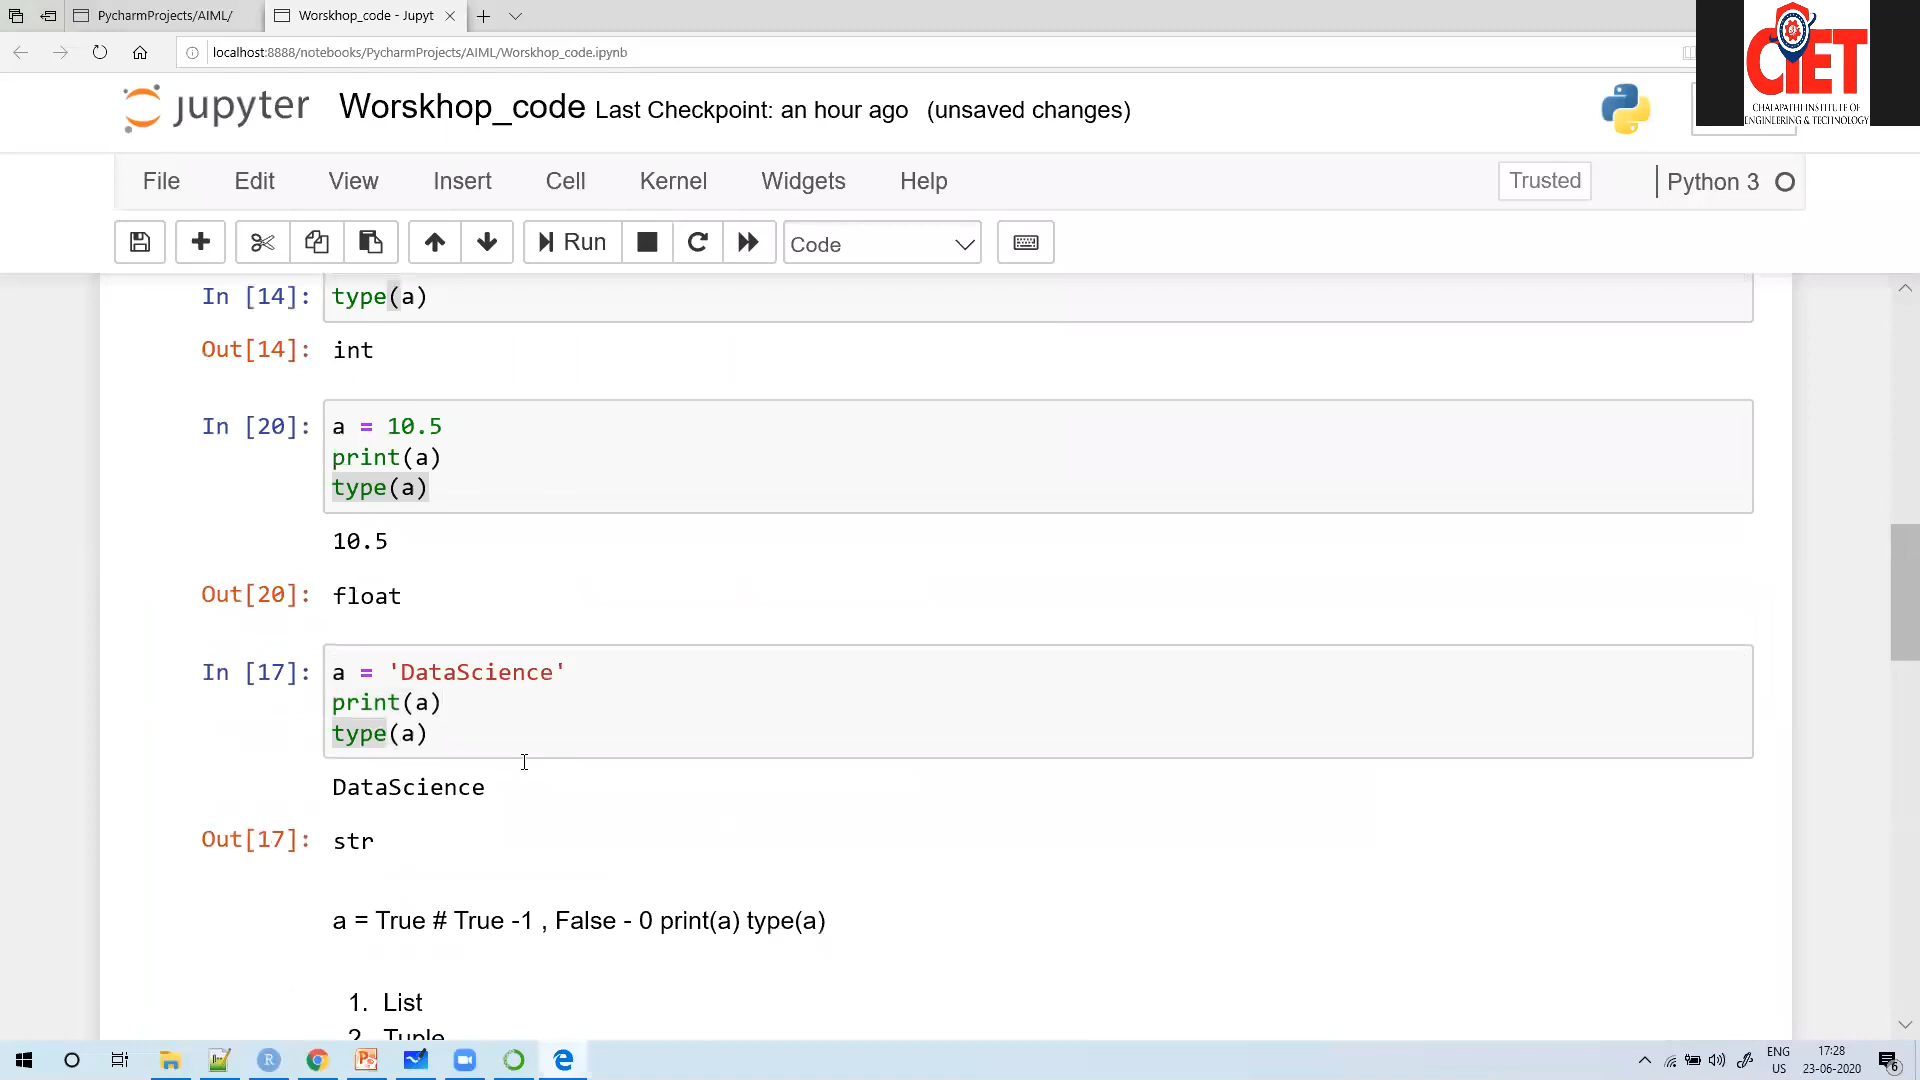 PycharmProjects/AIML/
Worskhop_code - Jupyt
localhost:8888/notebooks/PycharmProjects/AIML/Worskhop_code.ipynb
CIET
CHALAPATHI INSTITUTE OF
ENGINEERING & TECHNOLOGY
jupyter Worskhop_code Last Checkpoint: an hour ago (unsaved changes)
File Edit View Insert Cell Kernel Widgets Help Trusted Python 3
Run Code
In [14]: type(a)
Out[14]: int
In [20]: a = 10.5
print(a)
type(a)
10.5
Out[20]: float
In [17]: a = 'DataScience'
print(a)
type(a)
DataScience
Out[17]: str
a = True # True -1 , False - 0 print(a) type(a)
1. List
2. Tuple
ENG
US
17:28
23-06-2020
6